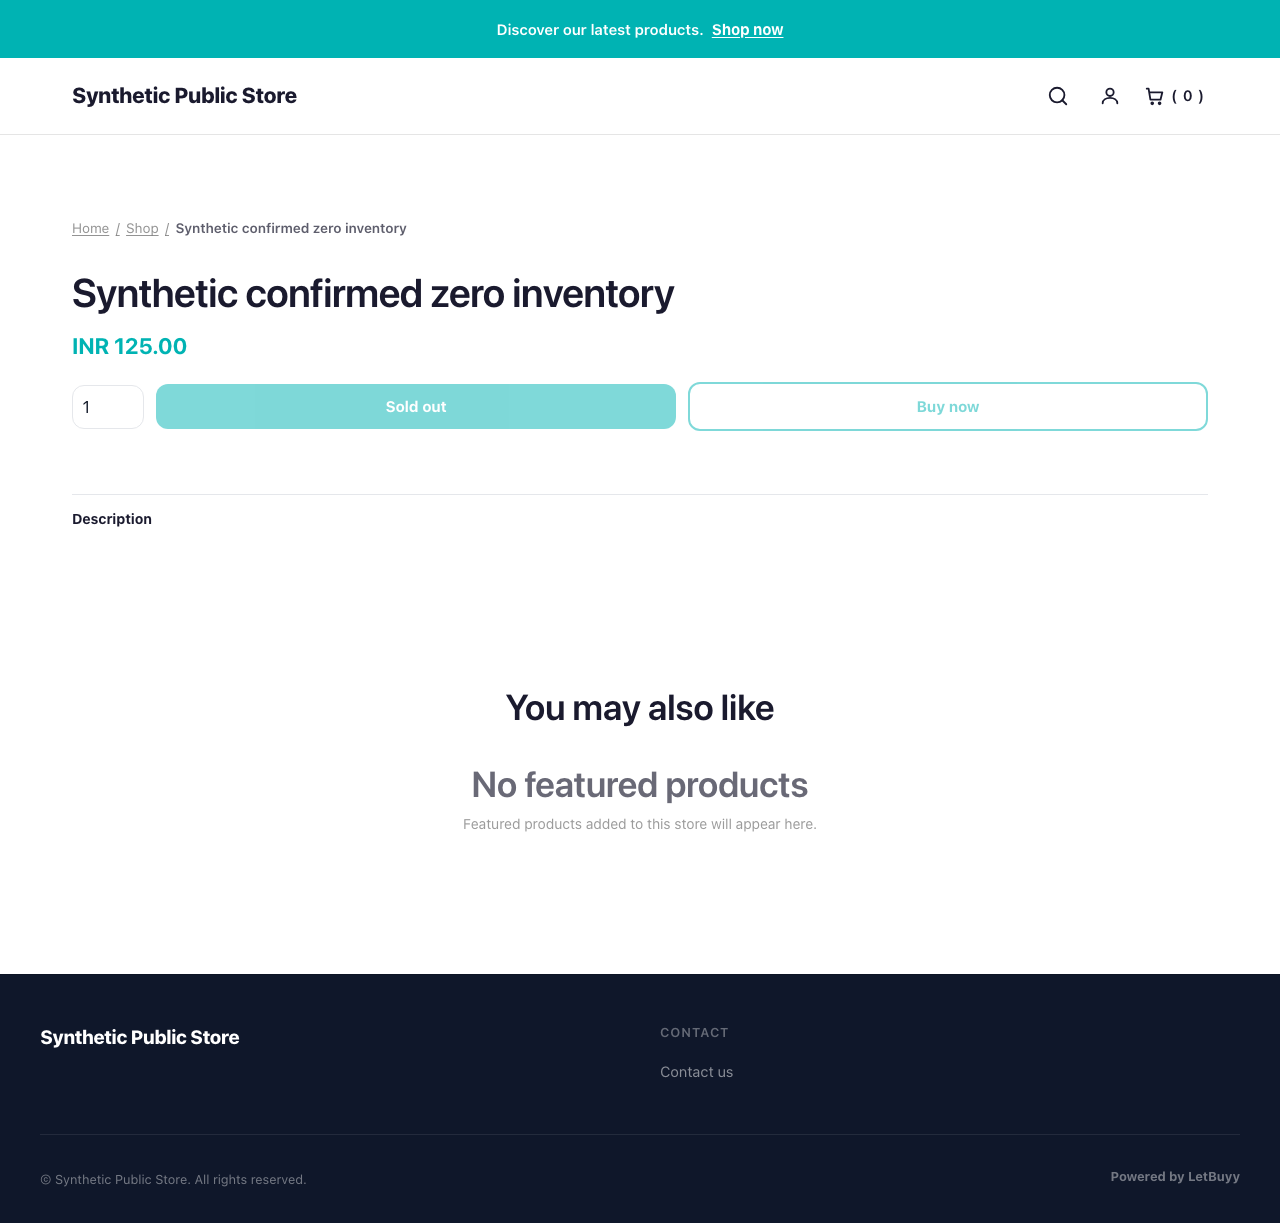 Discover our latest products. Shop now
Synthetic Public Store
( 0 )
Home / Shop / Synthetic confirmed zero inventory
Synthetic confirmed zero inventory
INR 125.00
1 Sold out Buy now
Description
You may also like
No featured products
Featured products added to this store will appear here.
Synthetic Public Store
CONTACT
Contact us
© Synthetic Public Store. All rights reserved.
Powered by LetBuyy